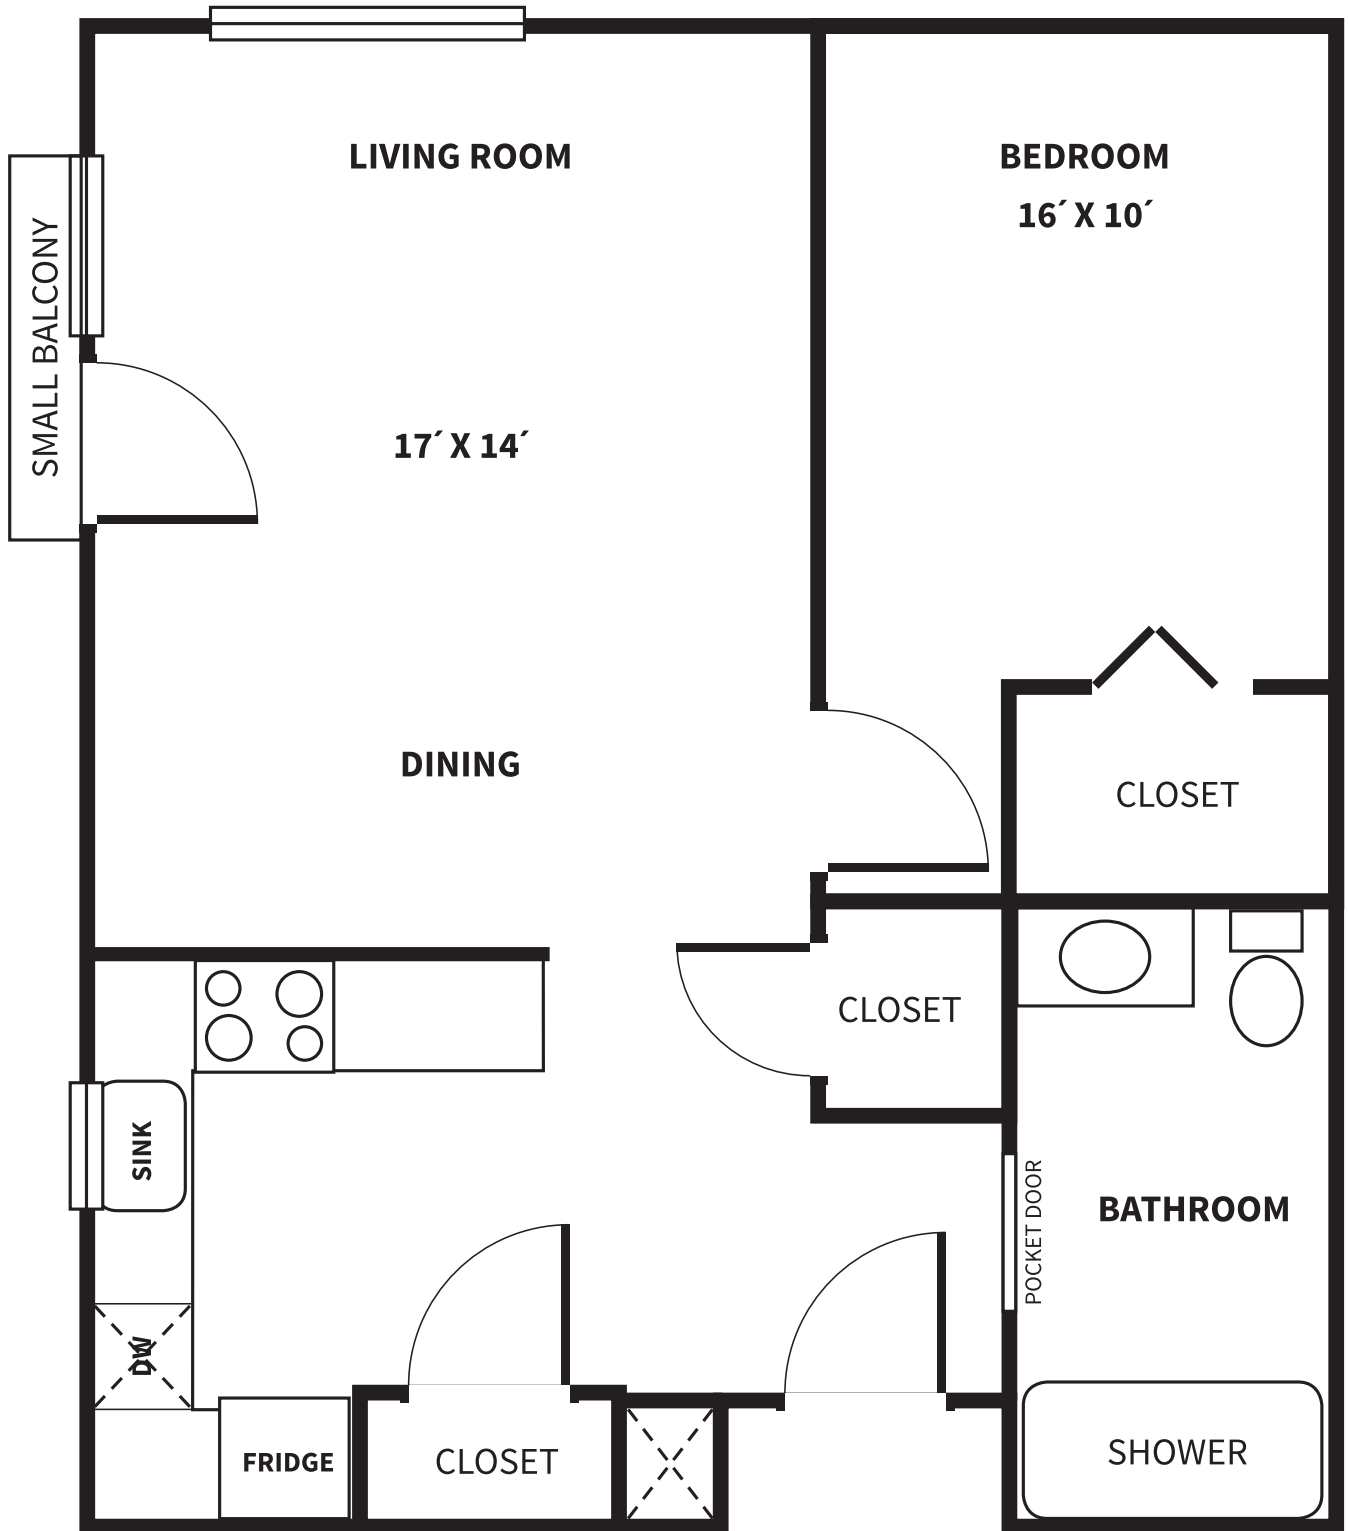 LIVING ROOM
BEDROOM
16´ X 10´
SMALL BALCONY
17´ X 14´
DINING
CLOSET
CLOSET
SINK
POCKET DOOR
BATHROOM
DW
FRIDGE
CLOSET
SHOWER